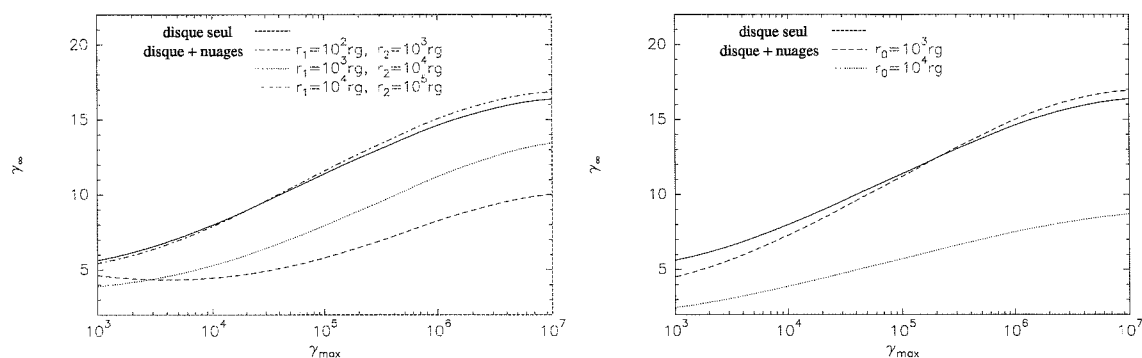 disque seul
disque + nuages
r₁=10²rg, r₂=10³rg
r₁=10³rg, r₂=10⁴rg
r₁=10⁴rg, r₂=10⁵rg
20
15
10
5
γ∞
10³ 10⁴ 10⁵ 10⁶ 10⁷
γmax
disque seul
disque + nuages
r₀=10³rg
r₀=10⁴rg
20
15
10
5
γ∞
10³ 10⁴ 10⁵ 10⁶ 10⁷
γmax